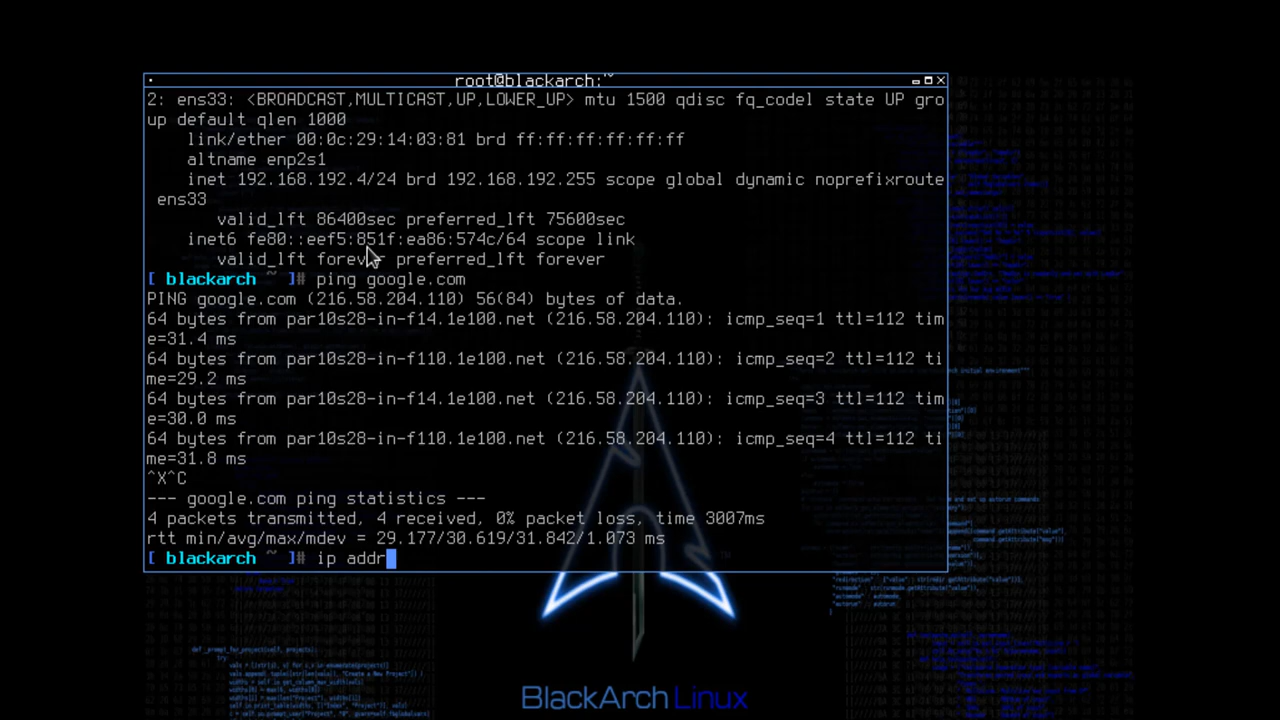 root@blackarch:~
2: ens33: <BROADCAST,MULTICAST,UP,LOWER_UP> mtu 1500 qdisc fq_codel state UP gro
up default qlen 1000
link/ether 00:0c:29:14:03:81 brd ff:ff:ff:ff:ff:ff
altname enp2s1
inet 192.168.192.4/24 brd 192.168.192.255 scope global dynamic noprefixroute
ens33
valid_lft 86400sec preferred_lft 75600sec
inet6 fe80::eef5:851f:ea86:574c/64 scope link
valid_lft forever preferred_lft forever
[ blackarch ~ ]# ping google.com
PING google.com (216.58.204.110) 56(84) bytes of data.
64 bytes from par10s28-in-f14.1e100.net (216.58.204.110): icmp_seq=1 ttl=112 tim
e=31.4 ms
64 bytes from par10s28-in-f110.1e100.net (216.58.204.110): icmp_seq=2 ttl=112 ti
me=29.2 ms
64 bytes from par10s28-in-f14.1e100.net (216.58.204.110): icmp_seq=3 ttl=112 tim
e=30.0 ms
64 bytes from par10s28-in-f110.1e100.net (216.58.204.110): icmp_seq=4 ttl=112 ti
me=31.8 ms
^X^C
--- google.com ping statistics ---
4 packets transmitted, 4 received, 0% packet loss, time 3007ms
rtt min/avg/max/mdev = 29.177/30.619/31.842/1.073 ms
[ blackarch ~ ]# ip addr
BlackArch Linux